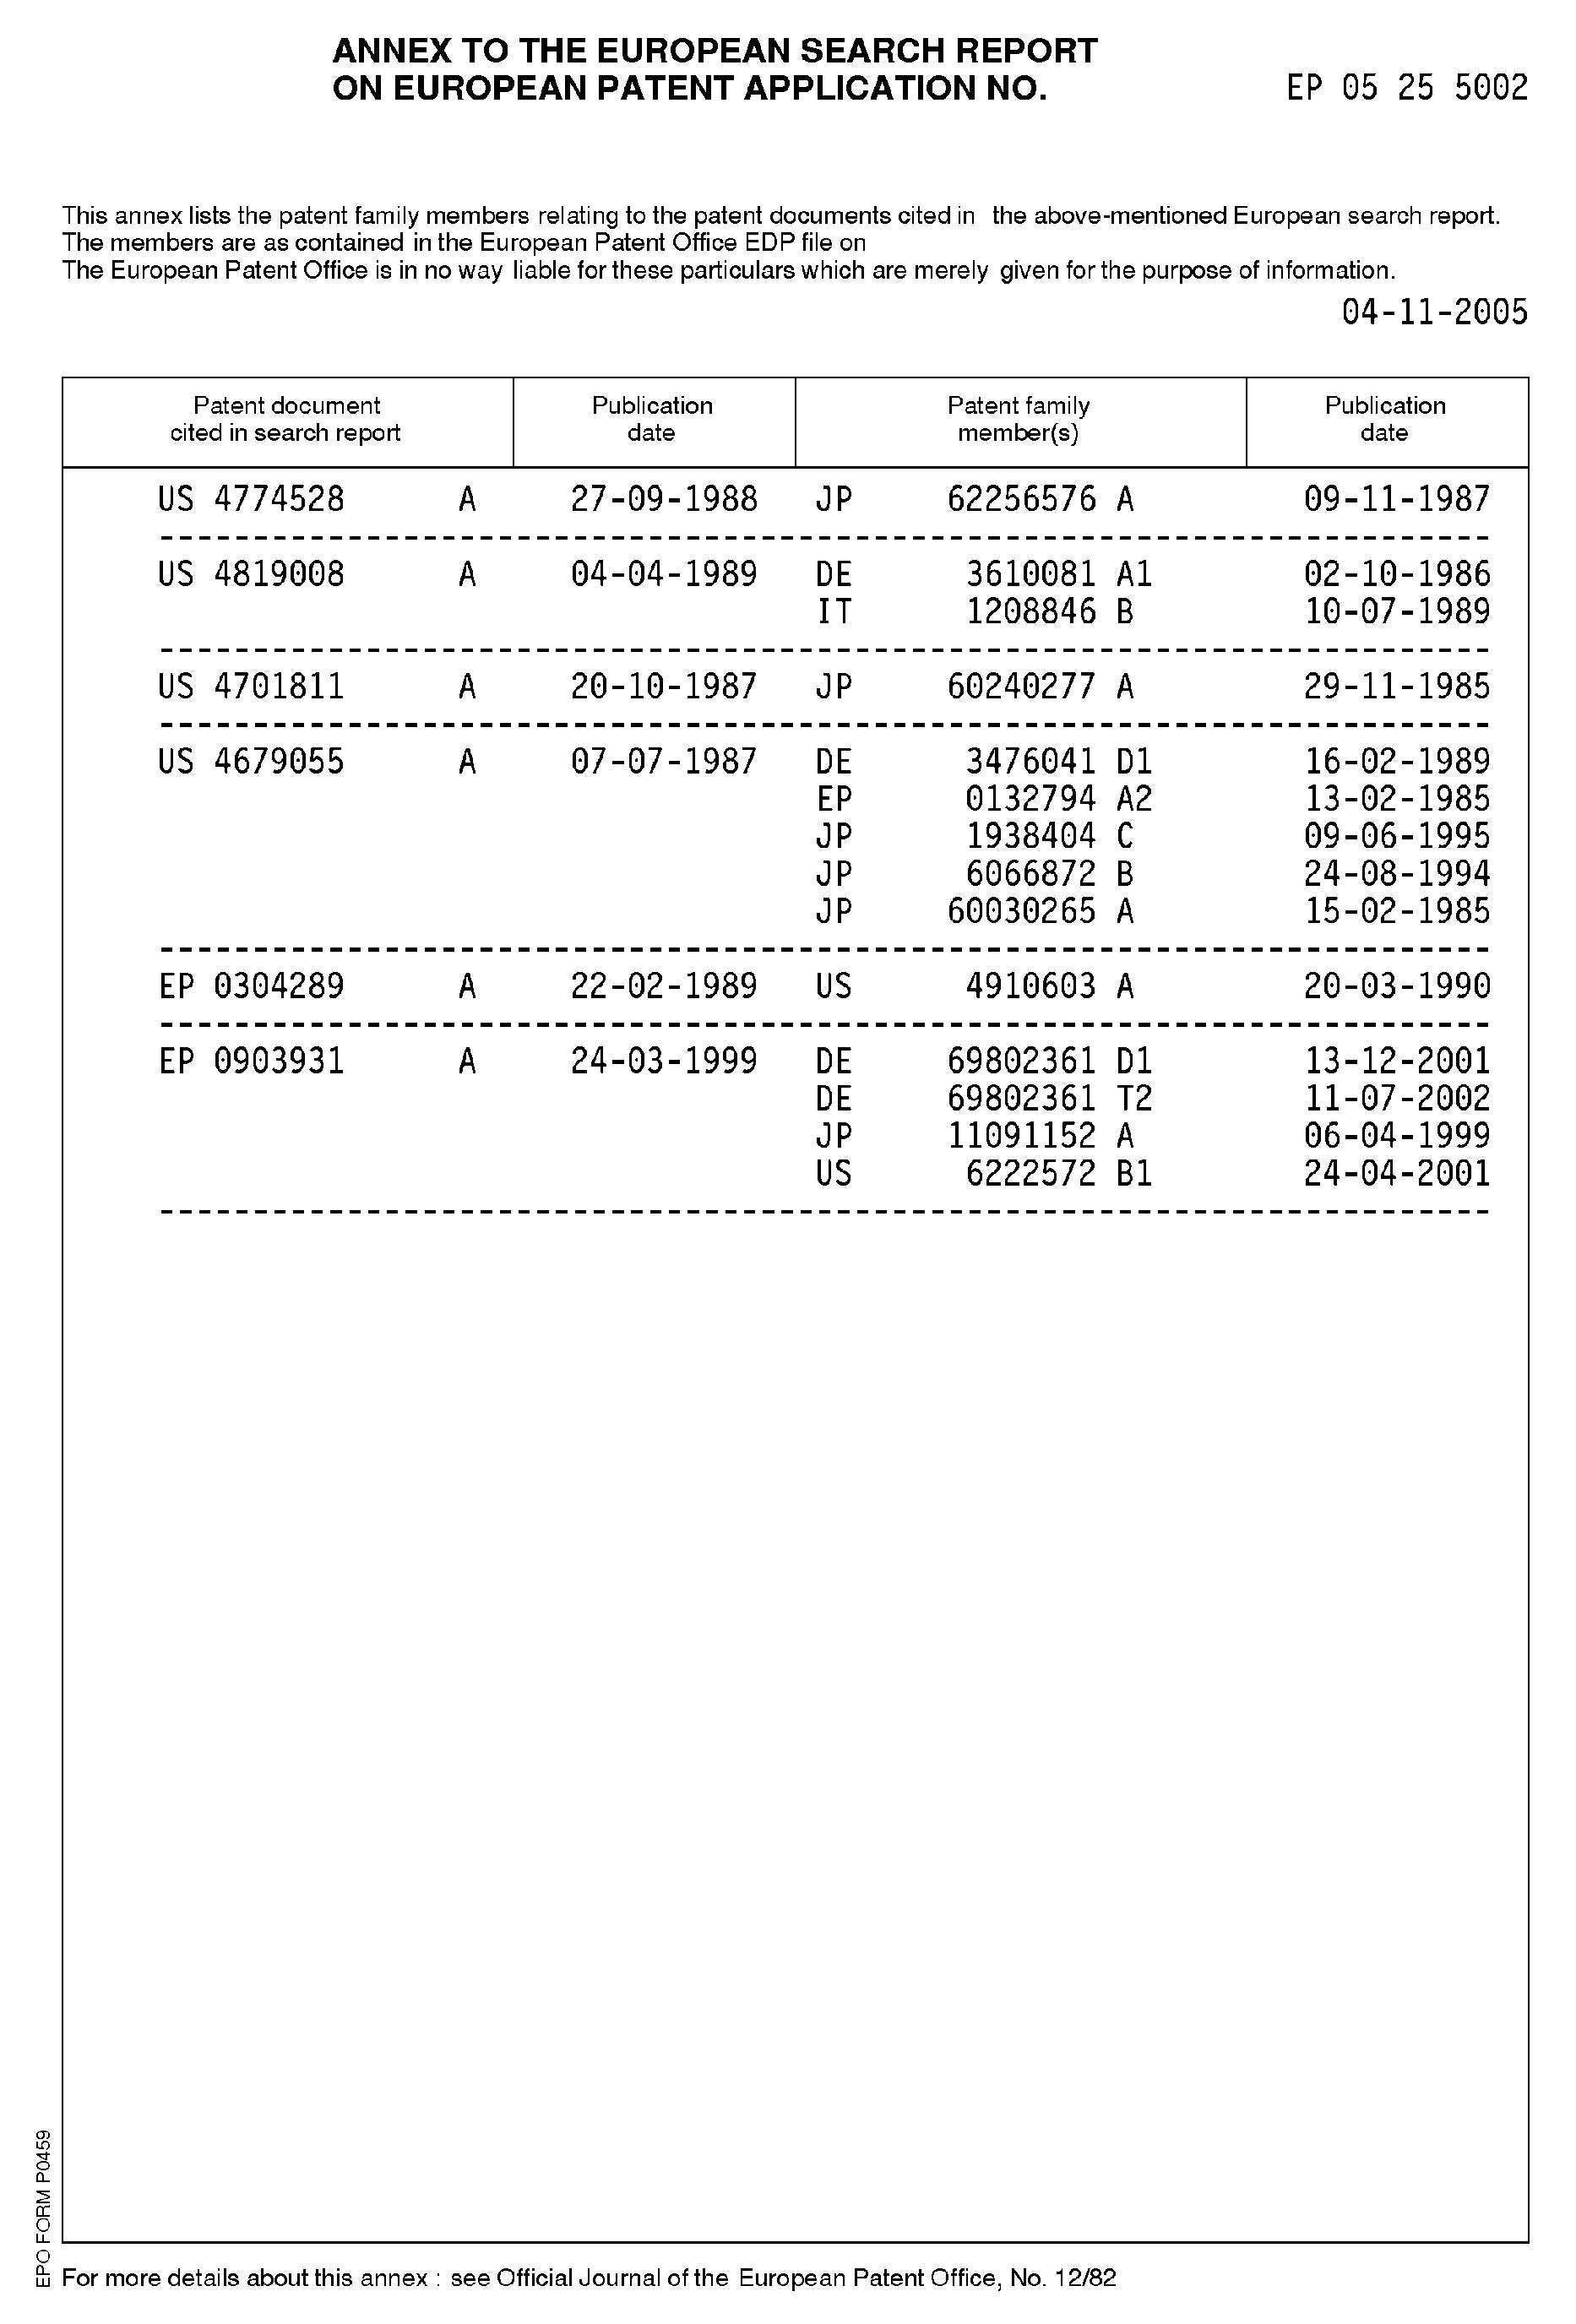 ANNEX TO THE EUROPEAN SEARCH REPORT
ON EUROPEAN PATENT APPLICATION NO. EP 05 25 5002
This annex lists the patent family members relating to the patent documents cited in the above-mentioned European search report.
The members are as contained in the European Patent Office EDP file on
The European Patent Office is in no way liable for these particulars which are merely given for the purpose of information.
04-11-2005
Patent document cited in search report Publication date Patent family member(s) Publication date
US 4774528 A 27-09-1988 JP 62256576 A 09-11-1987
US 4819008 A 04-04-1989 DE 3610081 A1 02-10-1986
IT 1208846 B 10-07-1989
US 4701811 A 20-10-1987 JP 60240277 A 29-11-1985
US 4679055 A 07-07-1987 DE 3476041 D1 16-02-1989
EP 0132794 A2 13-02-1985
JP 1938404 C 09-06-1995
JP 6066872 B 24-08-1994
JP 60030265 A 15-02-1985
EP 0304289 A 22-02-1989 US 4910603 A 20-03-1990
EP 0903931 A 24-03-1999 DE 69802361 D1 13-12-2001
DE 69802361 T2 11-07-2002
JP 11091152 A 06-04-1999
US 6222572 B1 24-04-2001
EPO FORM P0459
For more details about this annex : see Official Journal of the European Patent Office, No. 12/82